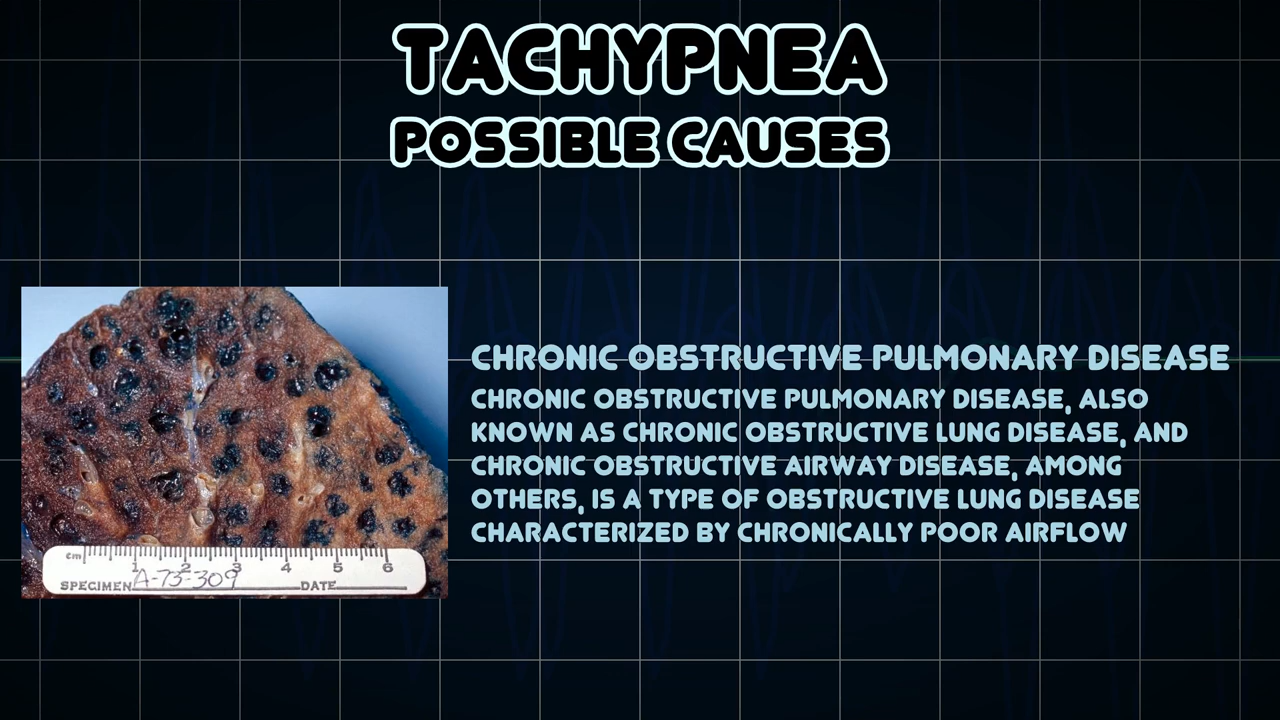 TACHYPNEA
POSSIBLE CAUSES
CHRONIC OBSTRUCTIVE PULMONARY DISEASE
CHRONIC OBSTRUCTIVE PULMONARY DISEASE, ALSO
KNOWN AS CHRONIC OBSTRUCTIVE LUNG DISEASE, AND
CHRONIC OBSTRUCTIVE AIRWAY DISEASE, AMONG
OTHERS, IS A TYPE OF OBSTRUCTIVE LUNG DISEASE
CHARACTERIZED BY CHRONICALLY POOR AIRFLOW
cm 1 2 3 4 5 6
SPECIMEN A-73-309 DATE